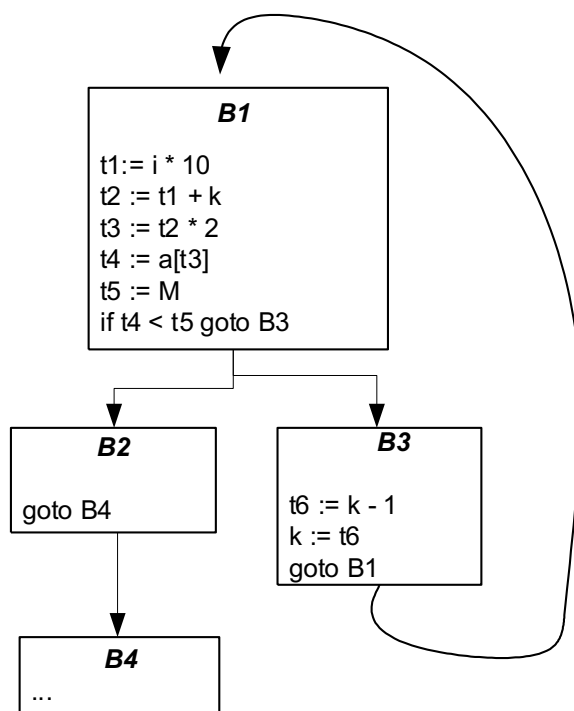 B1
t1:= i * 10
t2 := t1 + k
t3 := t2 * 2
t4 := a[t3]
t5 := M
if t4 < t5 goto B3
B2
goto B4
B3
t6 := k - 1
k := t6
goto B1
B4
...